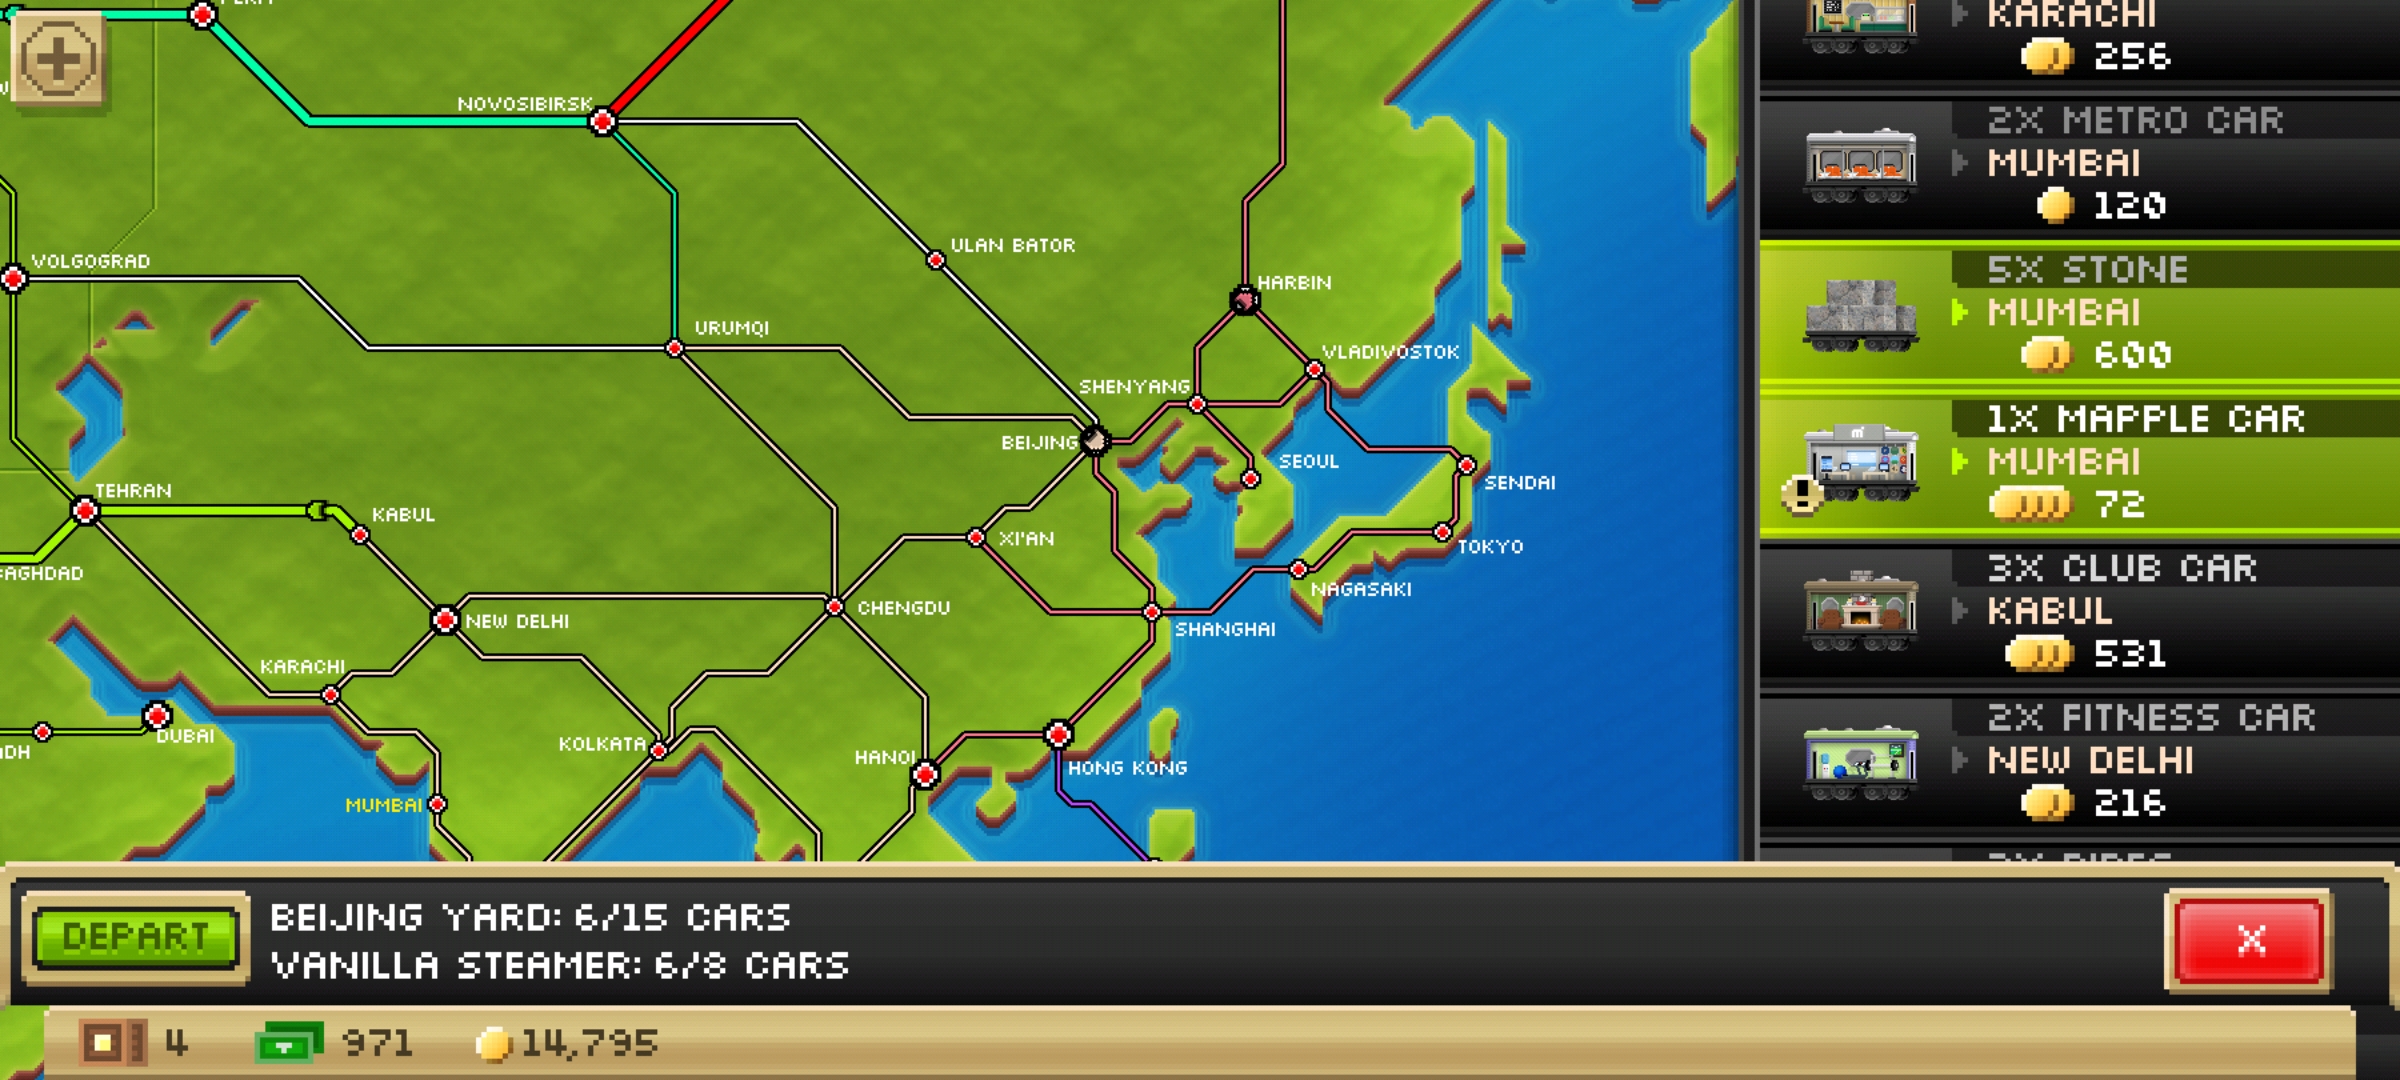 NOVOSIBIRSK
VOLGOGRAD
ULAN BATOR
HARBIN
URUMQI
VLADIVOSTOK
SHENYANG
BEIJING
SEOUL
SENDAI
TEHRAN
KABUL
XI'AN
TOKYO
AGHDAD
NAGASAKI
CHENGDU
NEW DELHI
SHANGHAI
KARACHI
DUBAI
KOLKATA
HANOI
HONG KONG
DH
MUMBAI
KARACHI
256
2X METRO CAR
MUMBAI
120
5X STONE
MUMBAI
600
1X MAPPLE CAR
MUMBAI
72
3X CLUB CAR
KABUL
531
2X FITNESS CAR
NEW DELHI
216
DEPART
BEIJING YARD: 6/15 CARS
VANILLA STEAMER: 6/8 CARS
X
4
971
14,795